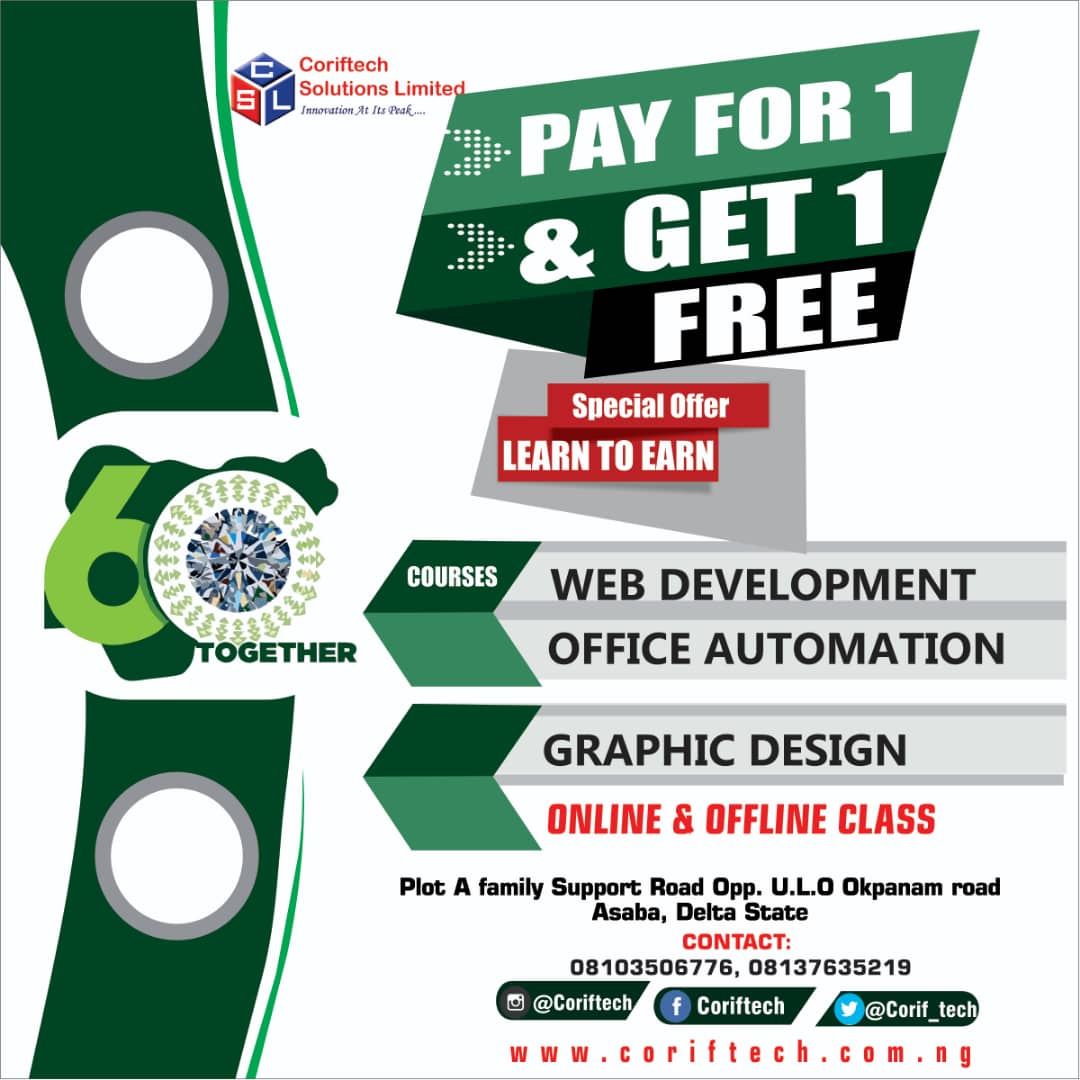 C
S L
Coriftech
Solutions Limited
Innovation At Its Peak ....
PAY FOR 1
& GET 1
FREE
Special Offer
LEARN TO EARN
60
TOGETHER
COURSES
WEB DEVELOPMENT
OFFICE AUTOMATION
GRAPHIC DESIGN
ONLINE & OFFLINE CLASS
Plot A family Support Road Opp. U.L.O Okpanam road
Asaba, Delta State
CONTACT:
08103506776, 08137635219
@Coriftech
f Coriftech
@Corif_tech
www.coriftech.com.ng